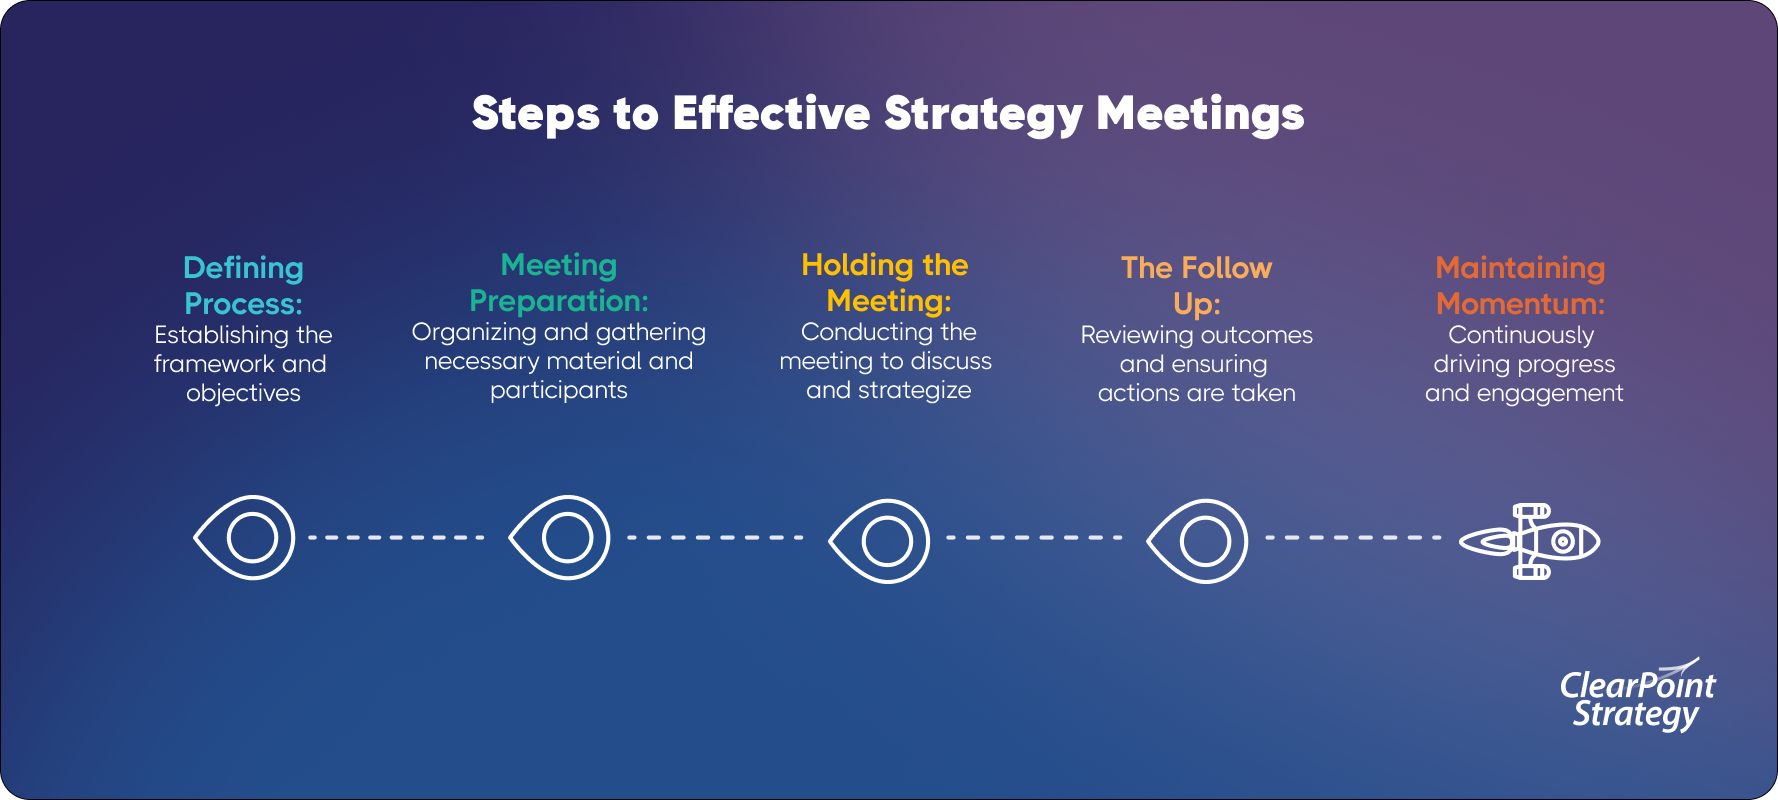 Steps to Effective Strategy Meetings
Defining
Process:
Establishing the
framework and
objectives
Meeting
Preparation:
Organizing and gathering
necessary material and
participants
Holding the
Meeting:
Conducting the
meeting to discuss
and strategize
The Follow
Up:
Reviewing outcomes
and ensuring
actions are taken
Maintaining
Momentum:
Continuously
driving progress
and engagement
ClearPoint
Strategy